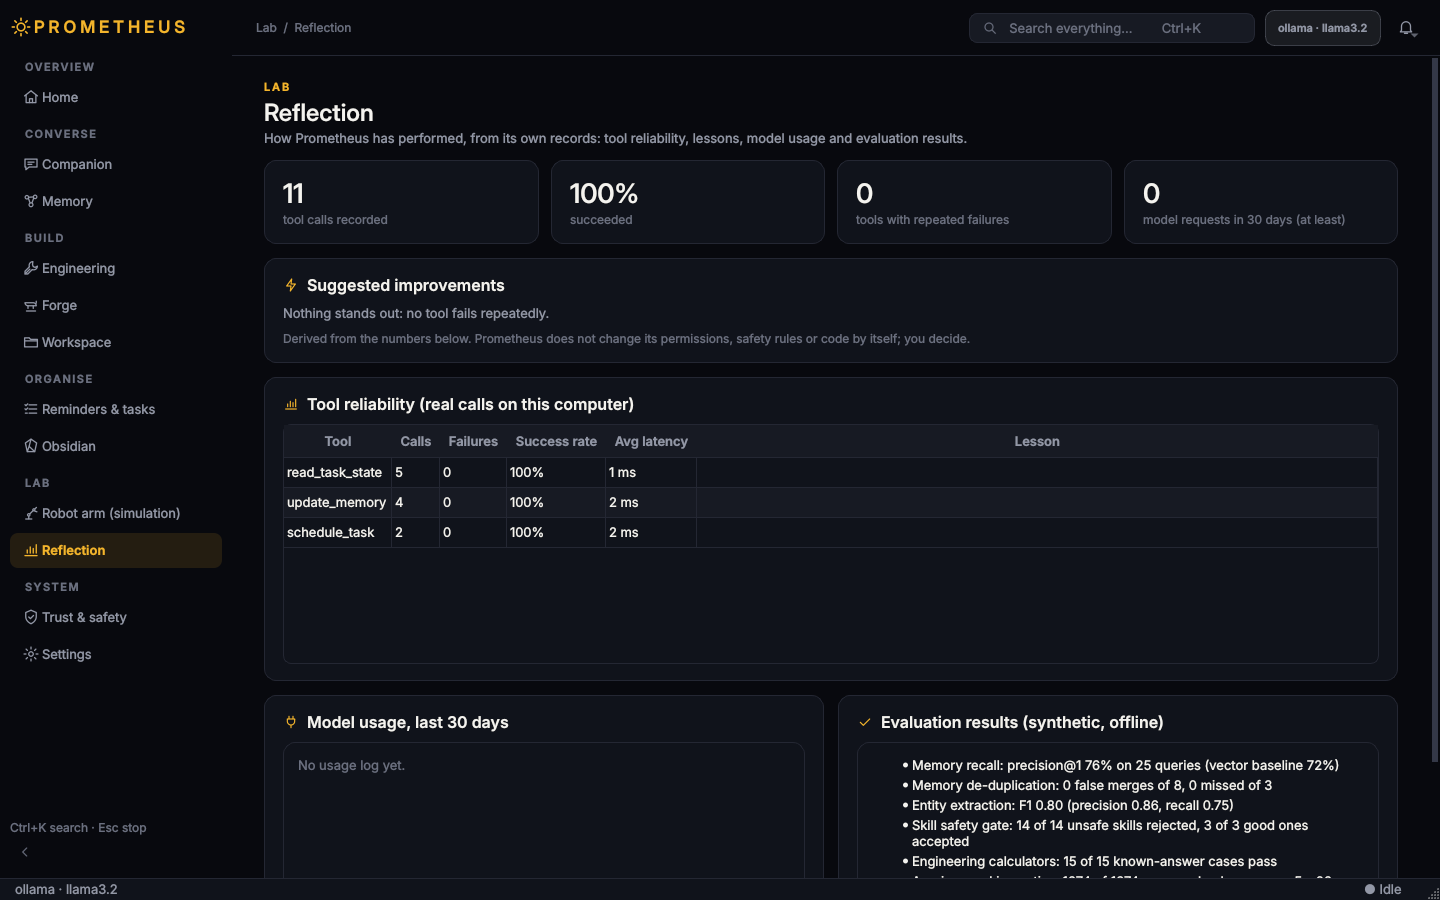 PROMETHEUS
Lab / Reflection
Search everything... Ctrl+K
ollama · llama3.2
OVERVIEW
Home
CONVERSE
Companion
Memory
BUILD
Engineering
Forge
Workspace
ORGANISE
Reminders & tasks
Obsidian
LAB
Robot arm (simulation)
Reflection
SYSTEM
Trust & safety
Settings
Ctrl+K search · Esc stop
LAB
Reflection
How Prometheus has performed, from its own records: tool reliability, lessons, model usage and evaluation results.
11
tool calls recorded
100%
succeeded
0
tools with repeated failures
0
model requests in 30 days (at least)
Suggested improvements
Nothing stands out: no tool fails repeatedly.
Derived from the numbers below. Prometheus does not change its permissions, safety rules or code by itself; you decide.
Tool reliability (real calls on this computer)
Tool Calls Failures Success rate Avg latency Lesson
read_task_state 5 0 100% 1 ms
update_memory 4 0 100% 2 ms
schedule_task 2 0 100% 2 ms
Model usage, last 30 days
No usage log yet.
Evaluation results (synthetic, offline)
• Memory recall: precision@1 76% on 25 queries (vector baseline 72%)
• Memory de-duplication: 0 false merges of 8, 0 missed of 3
• Entity extraction: F1 0.80 (precision 0.86, recall 0.75)
• Skill safety gate: 14 of 14 unsafe skills rejected, 3 of 3 good ones
accepted
• Engineering calculators: 15 of 15 known-answer cases pass
ollama · llama3.2
Idle